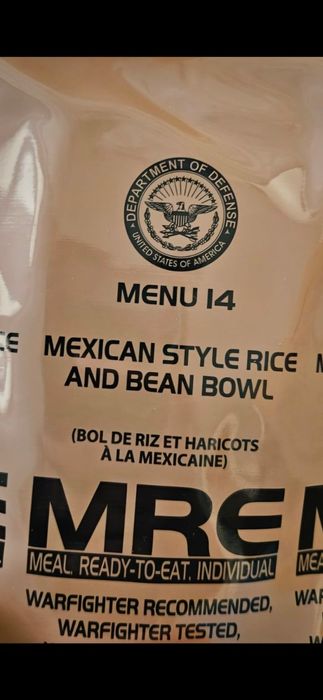 DEPARTMENT OF DEFENSE
UNITED STATES OF AMERICA
MENU 14
MEXICAN STYLE RICE
AND BEAN BOWL
(BOL DE RIZ ET HARICOTS
À LA MEXICAINE)
MRE
MEAL, READY-TO-EAT, INDIVIDUAL
WARFIGHTER RECOMMENDED,
WARFIGHTER TESTED,